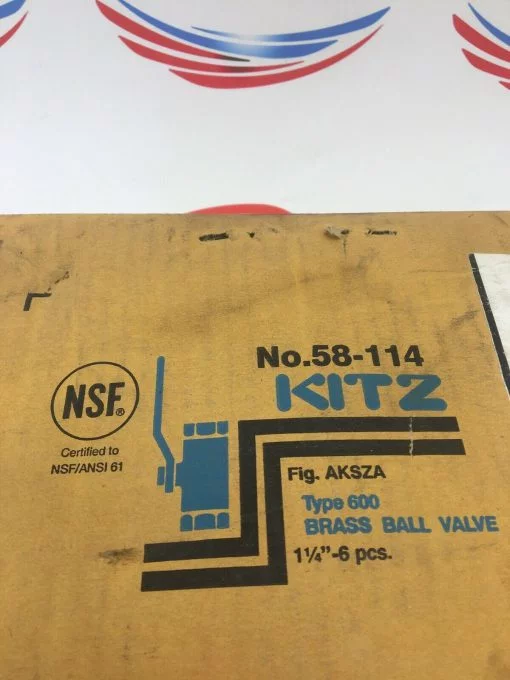 No.58-114
KITZ
NSF®
Certified to
NSF/ANSI 61
Fig. AKSZA
Type 600
BRASS BALL VALVE
1¼"-6 pcs.